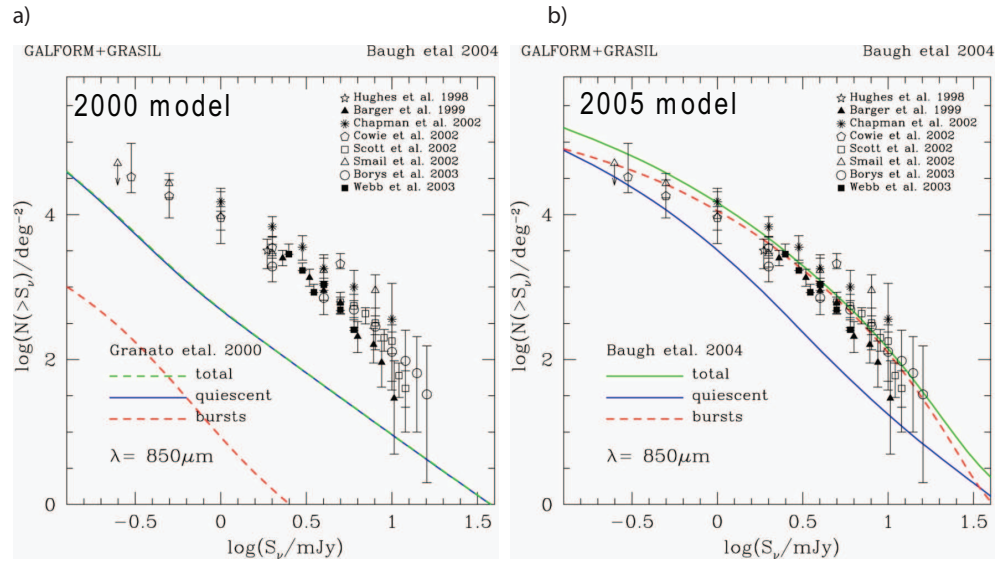 a)
GALFORM+GRASIL Baugh etal 2004
2000 model
Hughes et al. 1998
Barger et al. 1999
Chapman et al. 2002
Cowie et al. 2002
Scott et al. 2002
Smail et al. 2002
Borys et al. 2003
Webb et al. 2003
log(N(>Sν)/deg⁻²)
4
2
0
Granato etal. 2000
total
quiescent
bursts
λ= 850μm
−0.5 0 0.5 1 1.5
log(Sν/mJy)
b)
GALFORM+GRASIL Baugh etal 2004
2005 model
Hughes et al. 1998
Barger et al. 1999
Chapman et al. 2002
Cowie et al. 2002
Scott et al. 2002
Smail et al. 2002
Borys et al. 2003
Webb et al. 2003
log(N(>Sν)/deg⁻²)
4
2
0
Baugh etal. 2004
total
quiescent
bursts
λ= 850μm
−0.5 0 0.5 1 1.5
log(Sν/mJy)